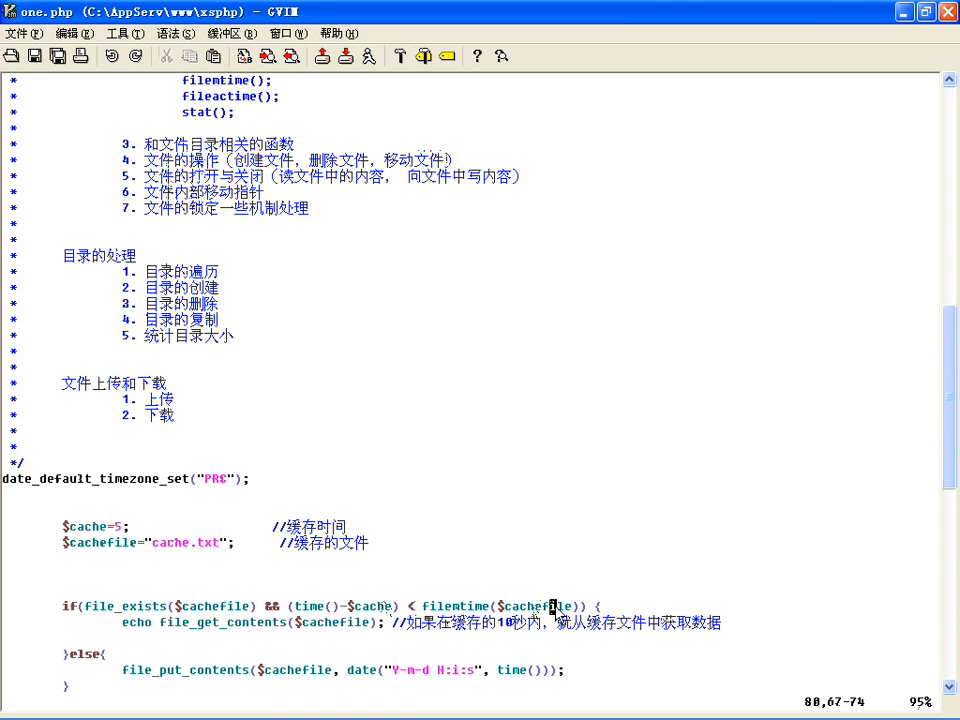 one.php (C:\AppServ\www\xsphp) - GVIM
文件(F) 编辑(E) 工具(T) 语法(S) 缓冲区(B) 窗口(W) 帮助(H)
* filemtime();
* fileactime();
* stat();
*
* 3. 和文件目录相关的函数
* 4. 文件的操作（创建文件，删除文件，移动文件）
* 5. 文件的打开与关闭（读文件中的内容， 向文件中写内容）
* 6. 文件内部移动指针
* 7. 文件的锁定一些机制处理
*
*
* 目录的处理
* 1. 目录的遍历
* 2. 目录的创建
* 3. 目录的删除
* 4. 目录的复制
* 5. 统计目录大小
*
*
* 文件上传和下载
* 1. 上传
* 2. 下载
*
*
*/
date_default_timezone_set("PRC");
$cache=5; //缓存时间
$cachefile="cache.txt"; //缓存的文件
if(file_exists($cachefile) && (time()-$cache) < filemtime($cachefile)) {
echo file_get_contents($cachefile); //如果在缓存的10秒内，就从缓存文件中获取数据
}else{
file_put_contents($cachefile, date("Y-m-d H:i:s", time()));
}
80,67-74 95%